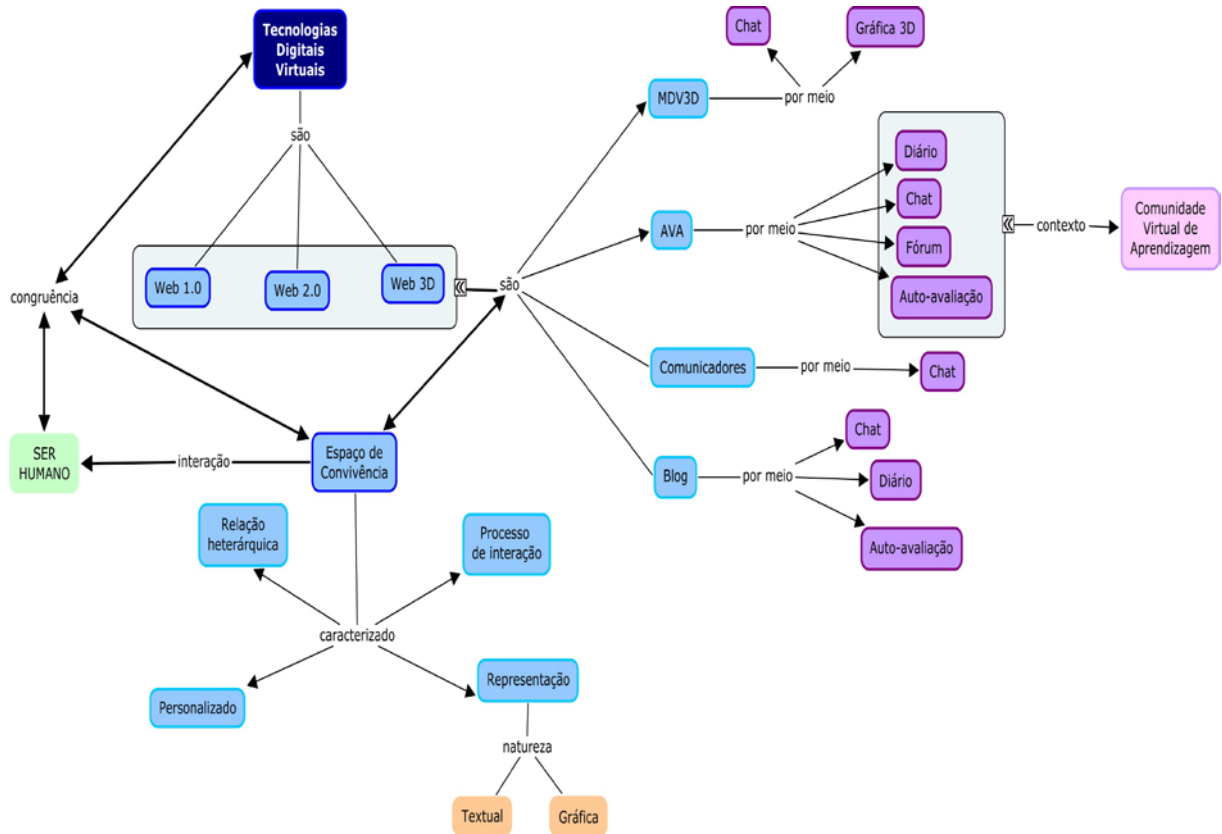 Tecnologias
Digitais
Virtuais
são
Web 1.0
Web 2.0
Web 3D
congruência
SER
HUMANO
interação
Espaço de
Convivência
Relação
heterárquica
Processo
de interação
caracterizado
Personalizado
Representação
natureza
Textual
Gráfica
são
MDV3D
por meio
Chat
Gráfica 3D
AVA
por meio
Diário
Chat
Fórum
Auto-avaliação
contexto
Comunidade
Virtual de
Aprendizagem
Comunicadores
por meio
Chat
Blog
por meio
Chat
Diário
Auto-avaliação